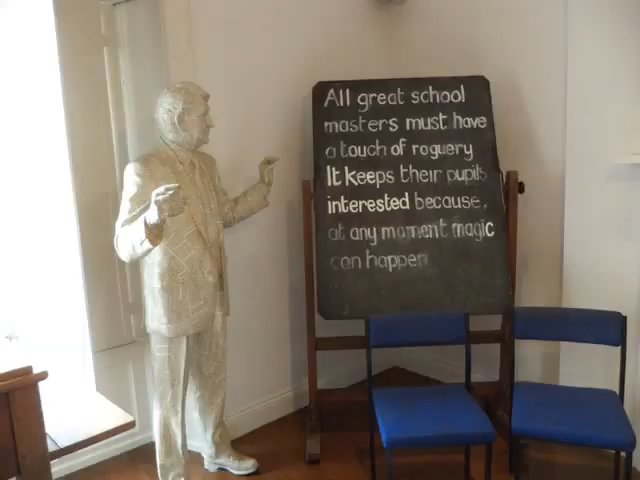 All great school
masters must have
a touch of roguery
It keeps their pupils
interested because,
at any moment magic
can happen